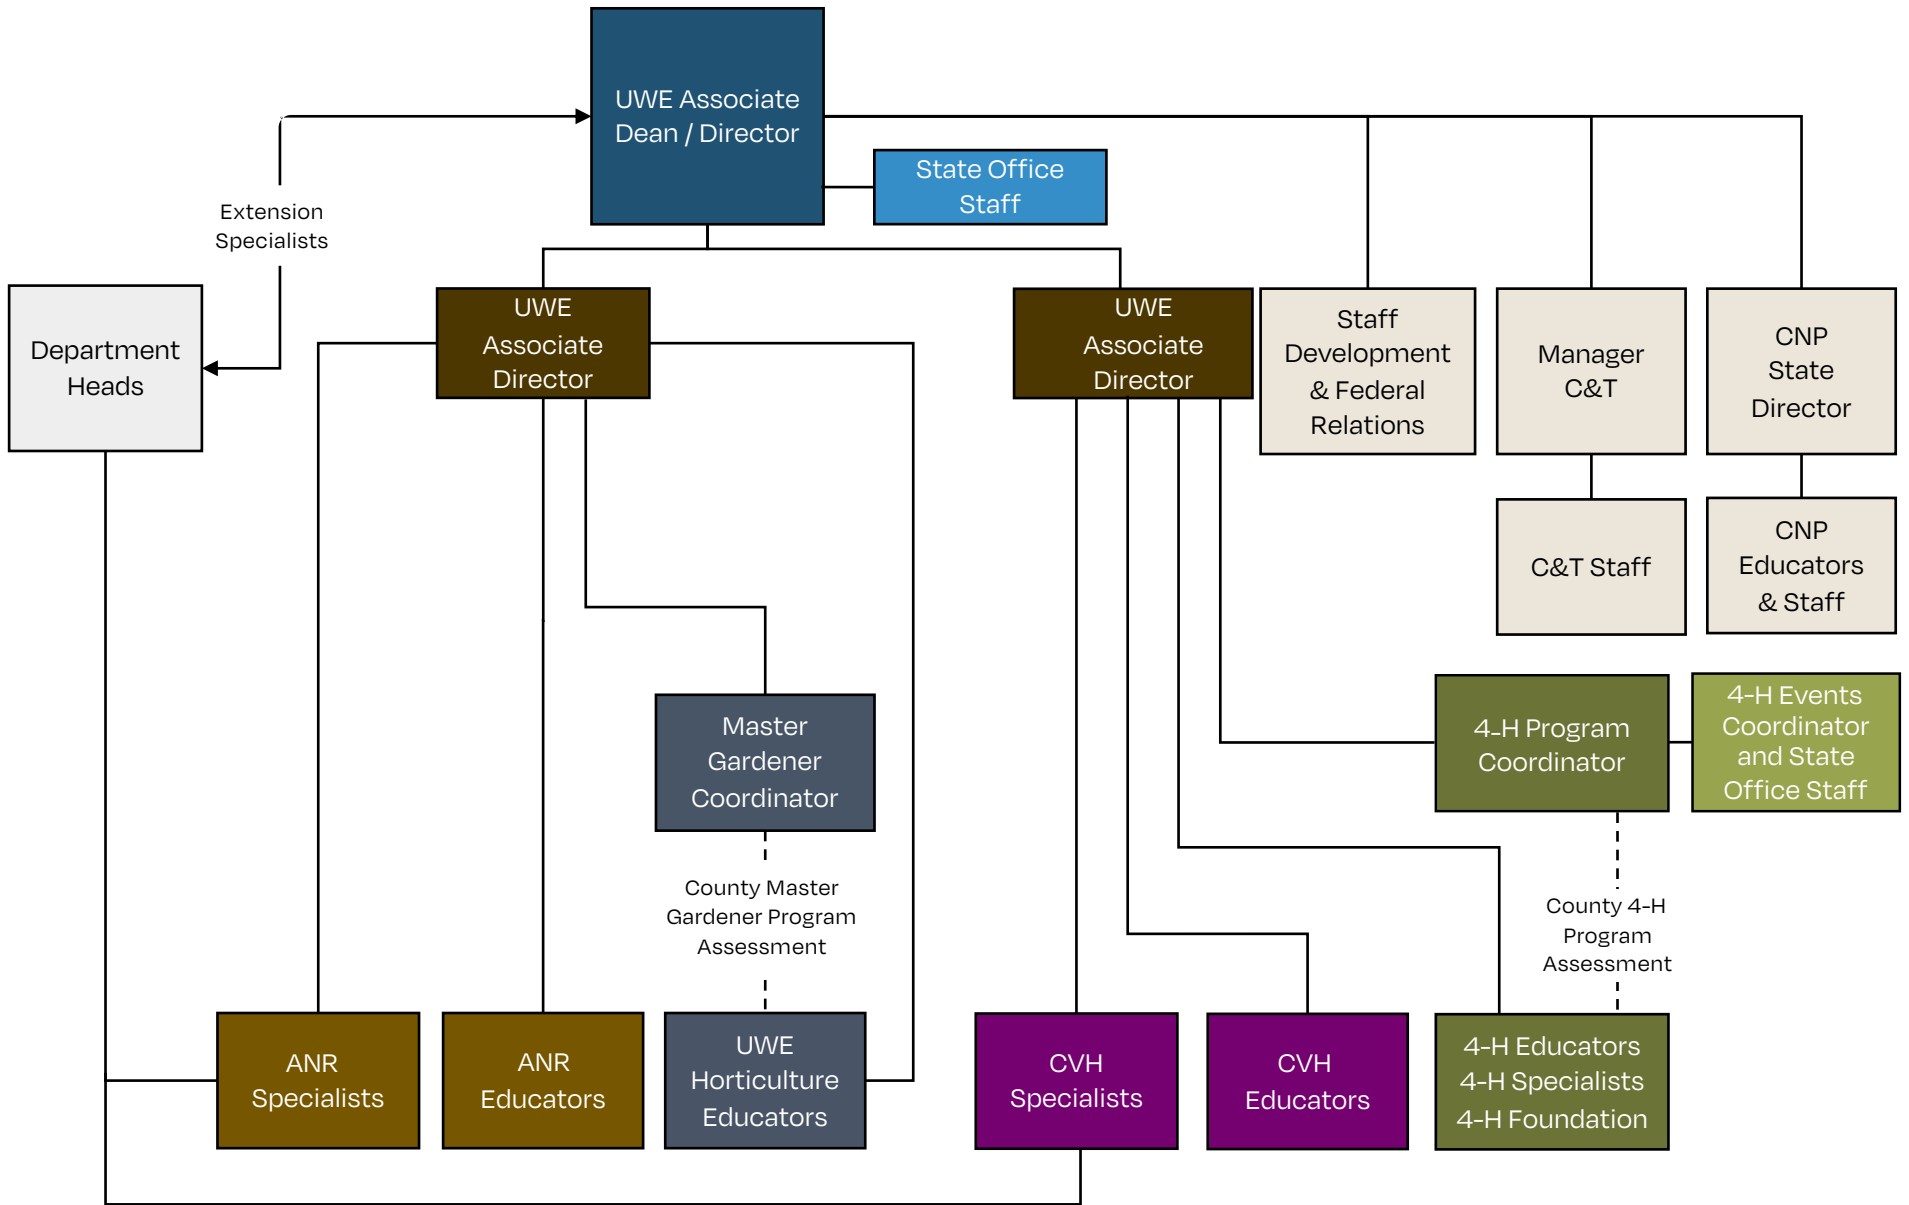 UWE Associate
Dean / Director
State Office
Staff
Extension
Specialists
Department
Heads
UWE
Associate
Director
UWE
Associate
Director
Staff
Development
& Federal
Relations
Manager
C&T
CNP
State
Director
C&T Staff
CNP
Educators
& Staff
Master
Gardener
Coordinator
4-H Program
Coordinator
4-H Events
Coordinator
and State
Office Staff
County Master
Gardener Program
Assessment
County 4-H
Program
Assessment
ANR
Specialists
ANR
Educators
UWE
Horticulture
Educators
CVH
Specialists
CVH
Educators
4-H Educators
4-H Specialists
4-H Foundation